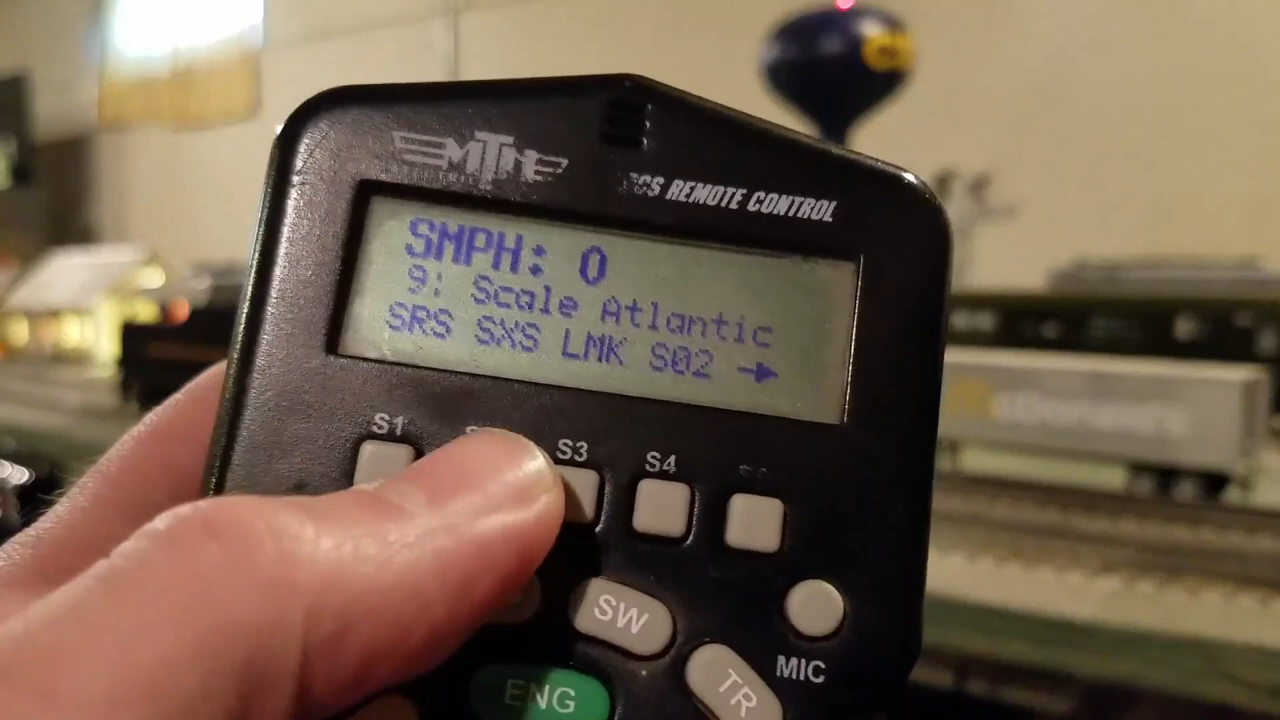 MTH
REMOTE CONTROL
SMPH: 0
9: Scale Atlantic
SRS SXS LMK S02 →
S1
S3
S4
SW
MIC
TR
ENG